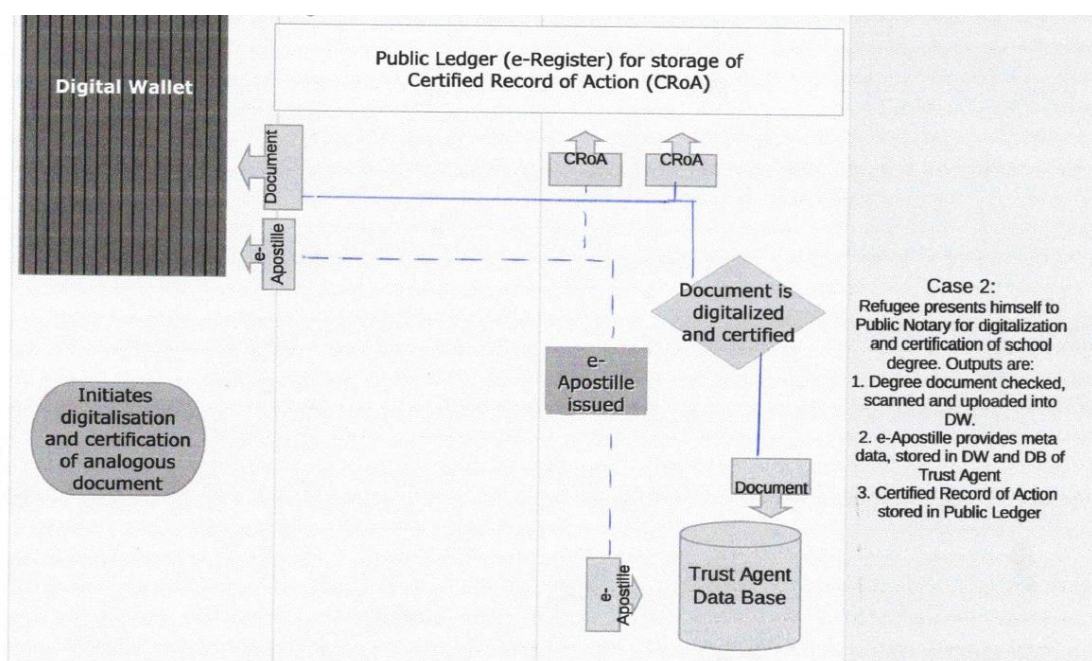 Digital Wallet
Public Ledger (e-Register) for storage of
Certified Record of Action (CRoA)
Document
CRoA
CRoA
e-
Apostille
Document is
digitalized
and certified
e-
Apostille
issued
Initiates
digitalisation
and certification
of analogous
document
Document
e-
Apostille
Trust Agent
Data Base
Case 2:
Refugee presents himself to
Public Notary for digitalization
and certification of school
degree. Outputs are:
1. Degree document checked,
scanned and uploaded into
DW.
2. e-Apostille provides meta
data, stored in DW and DB of
Trust Agent
3. Certified Record of Action
stored in Public Ledger